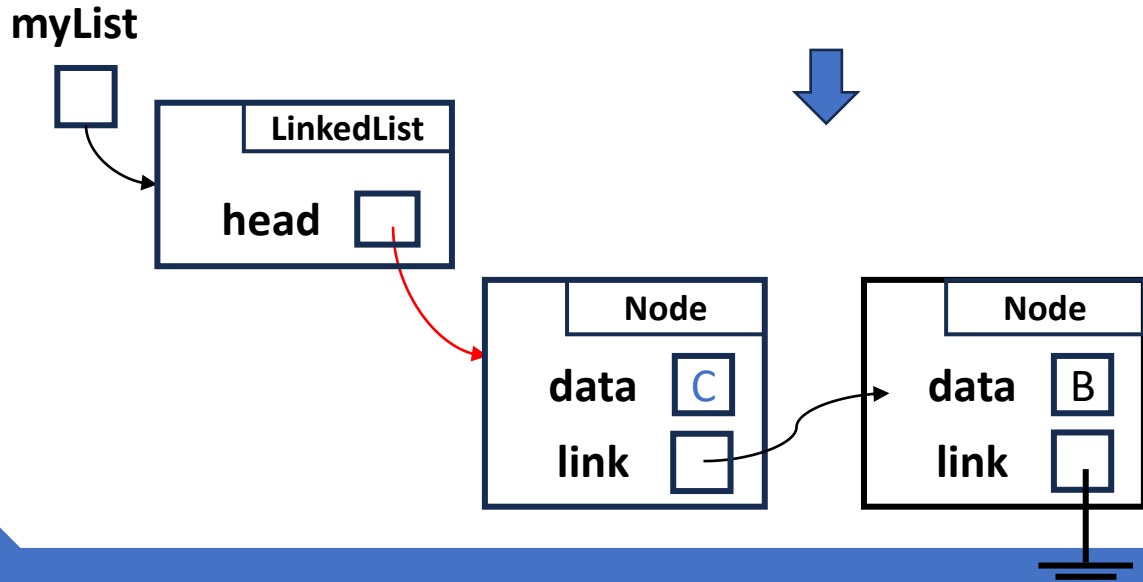 myList
LinkedList
head
Node
data C
link
Node
data B
link